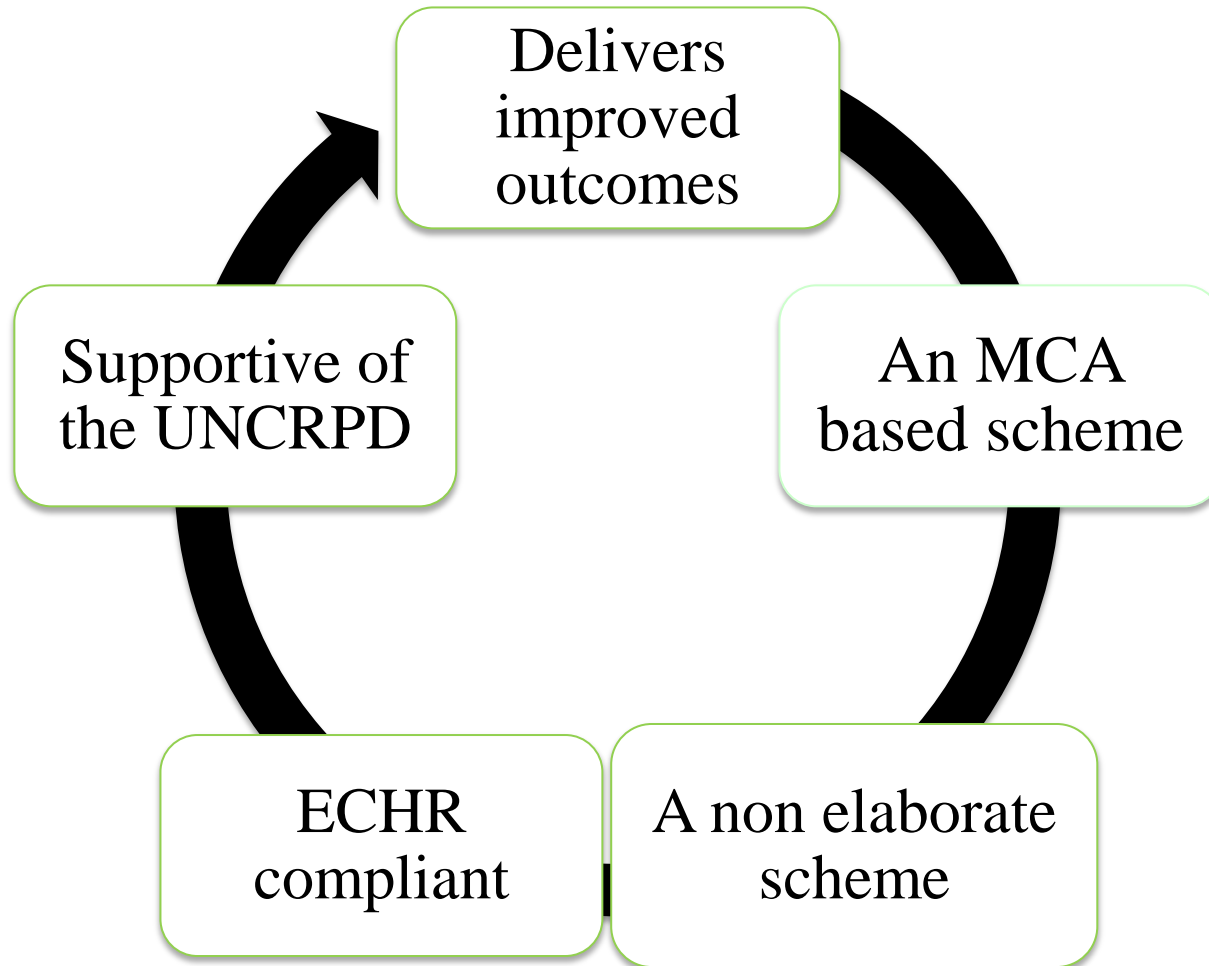 Delivers
improved
outcomes
An MCA
based scheme
A non elaborate
scheme
ECHR
compliant
Supportive of
the UNCRPD